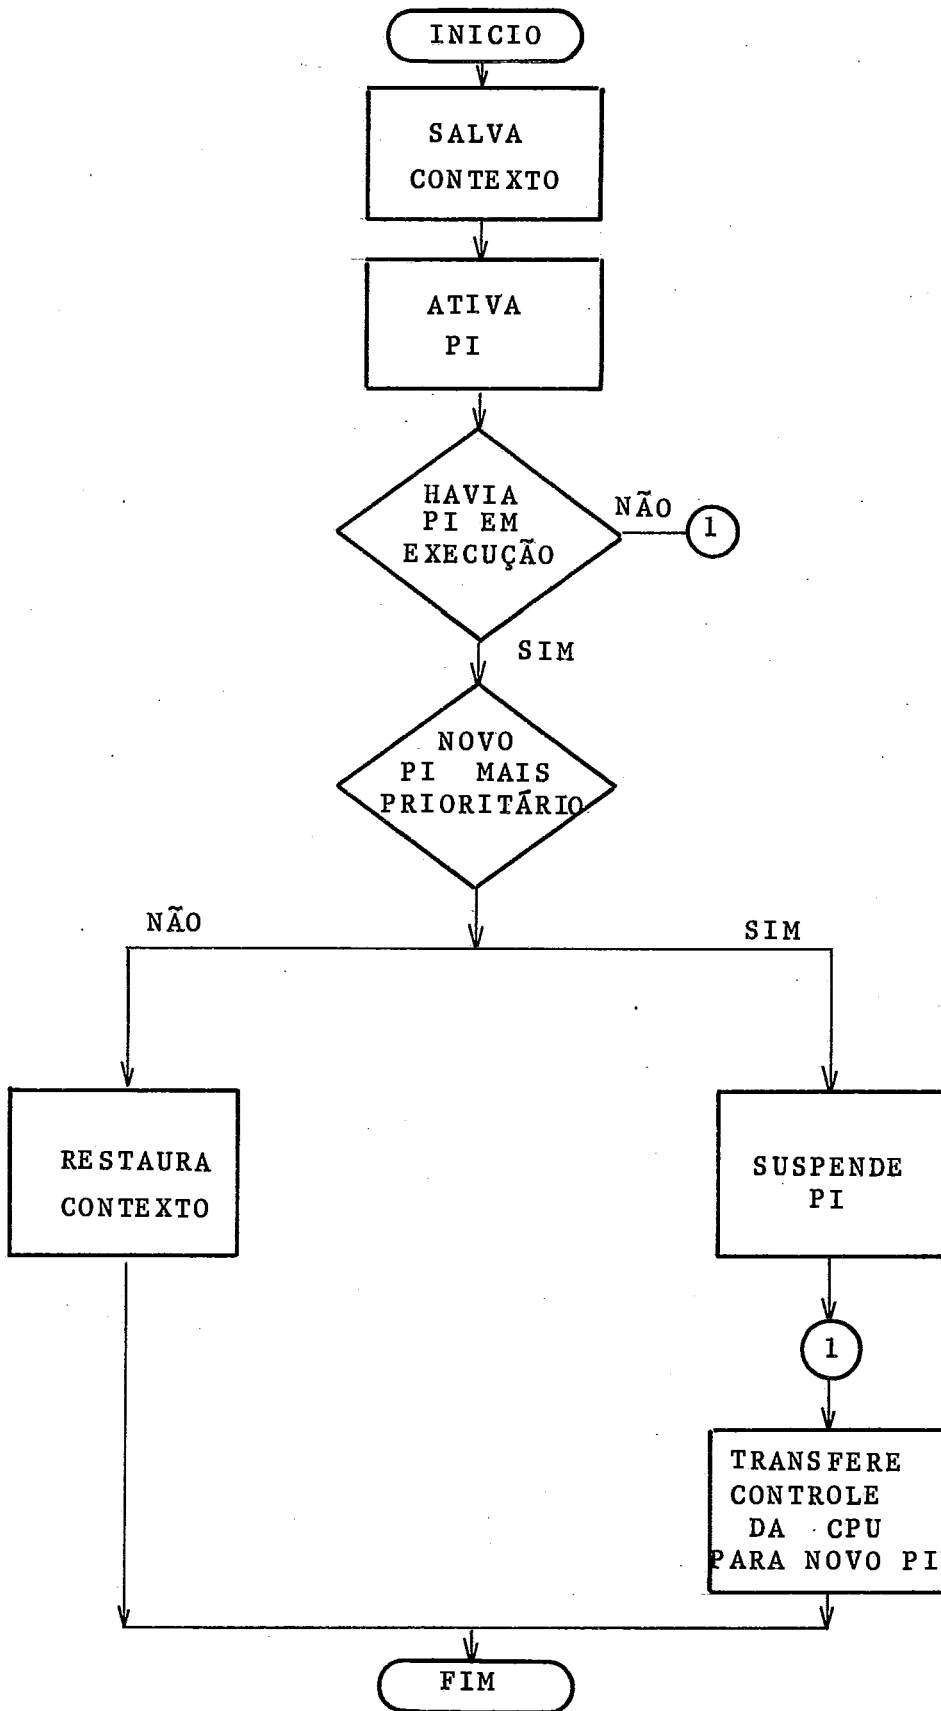 INICIO
SALVA
CONTEXTO
ATIVA
PI
HAVIA
PI EM
EXECUÇÃO
NÃO
1
SIM
NOVO
PI MAIS
PRIORITÁRIO
NÃO
SIM
RESTAURA
CONTEXTO
SUSPENDE
PI
1
TRANSFERE
CONTROLE
DA CPU
PARA NOVO PI
FIM